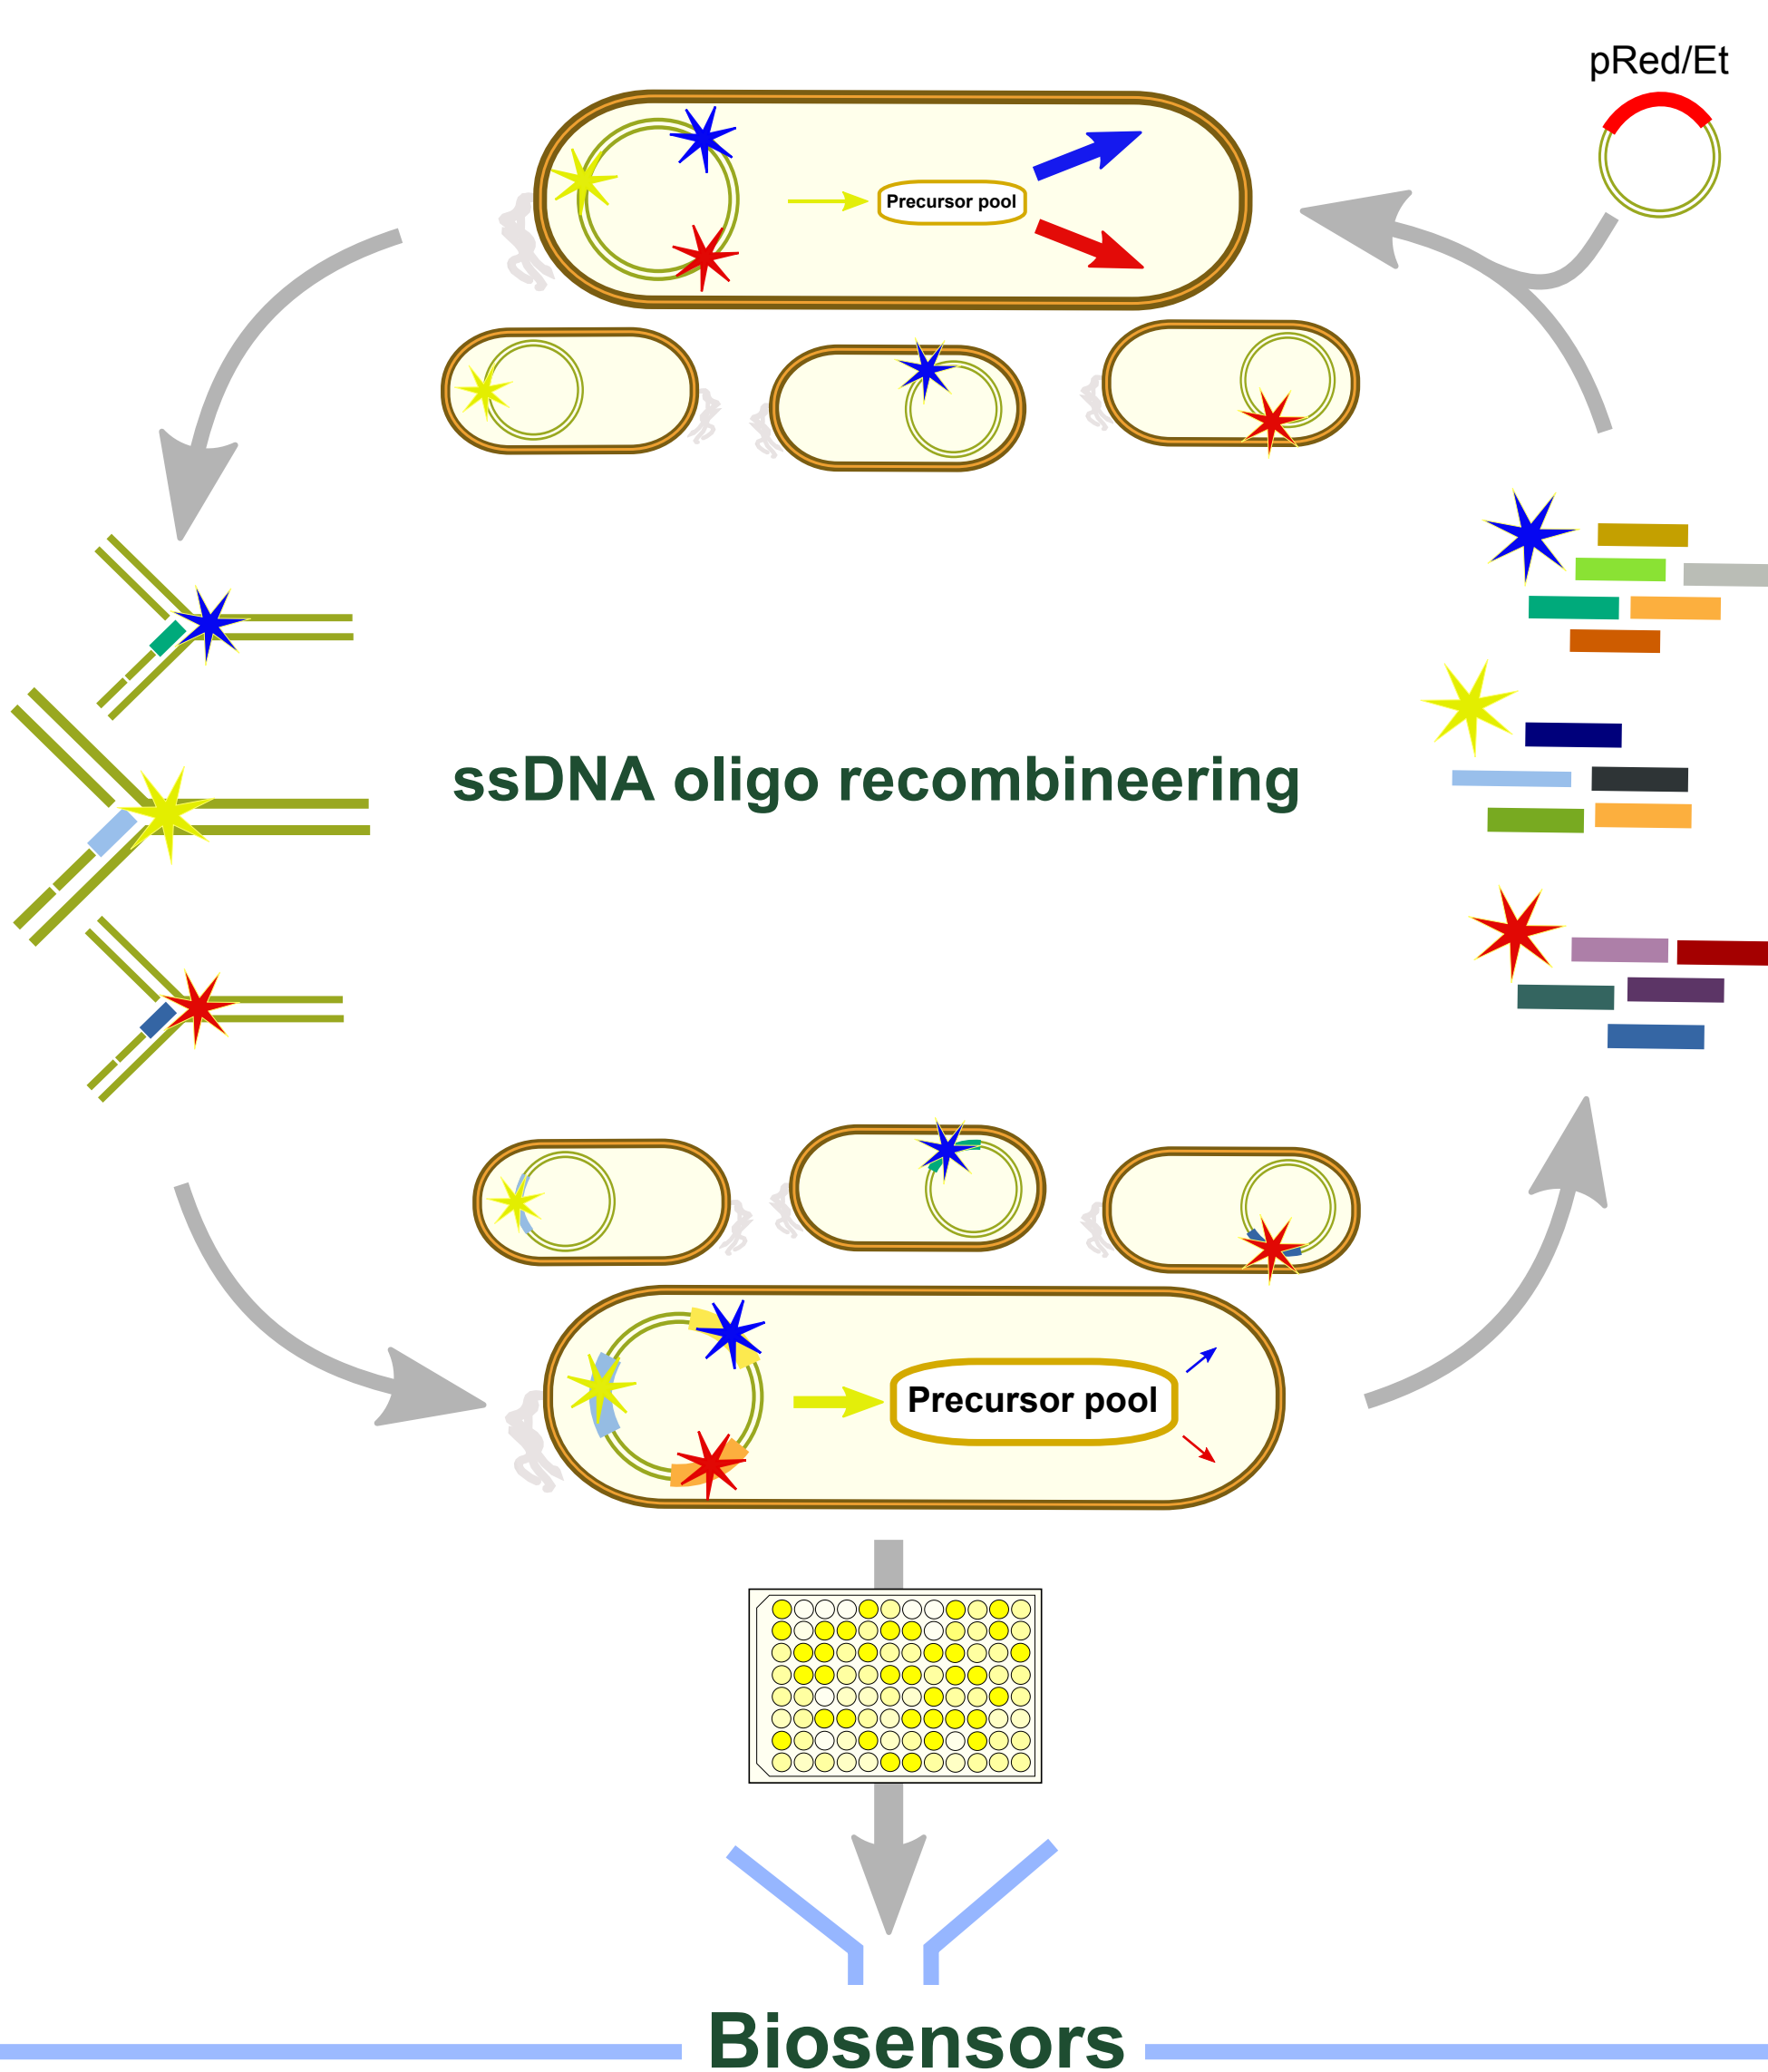 pRed/Et
Precursor pool
ssDNA oligo recombineering
Precursor pool
Biosensors